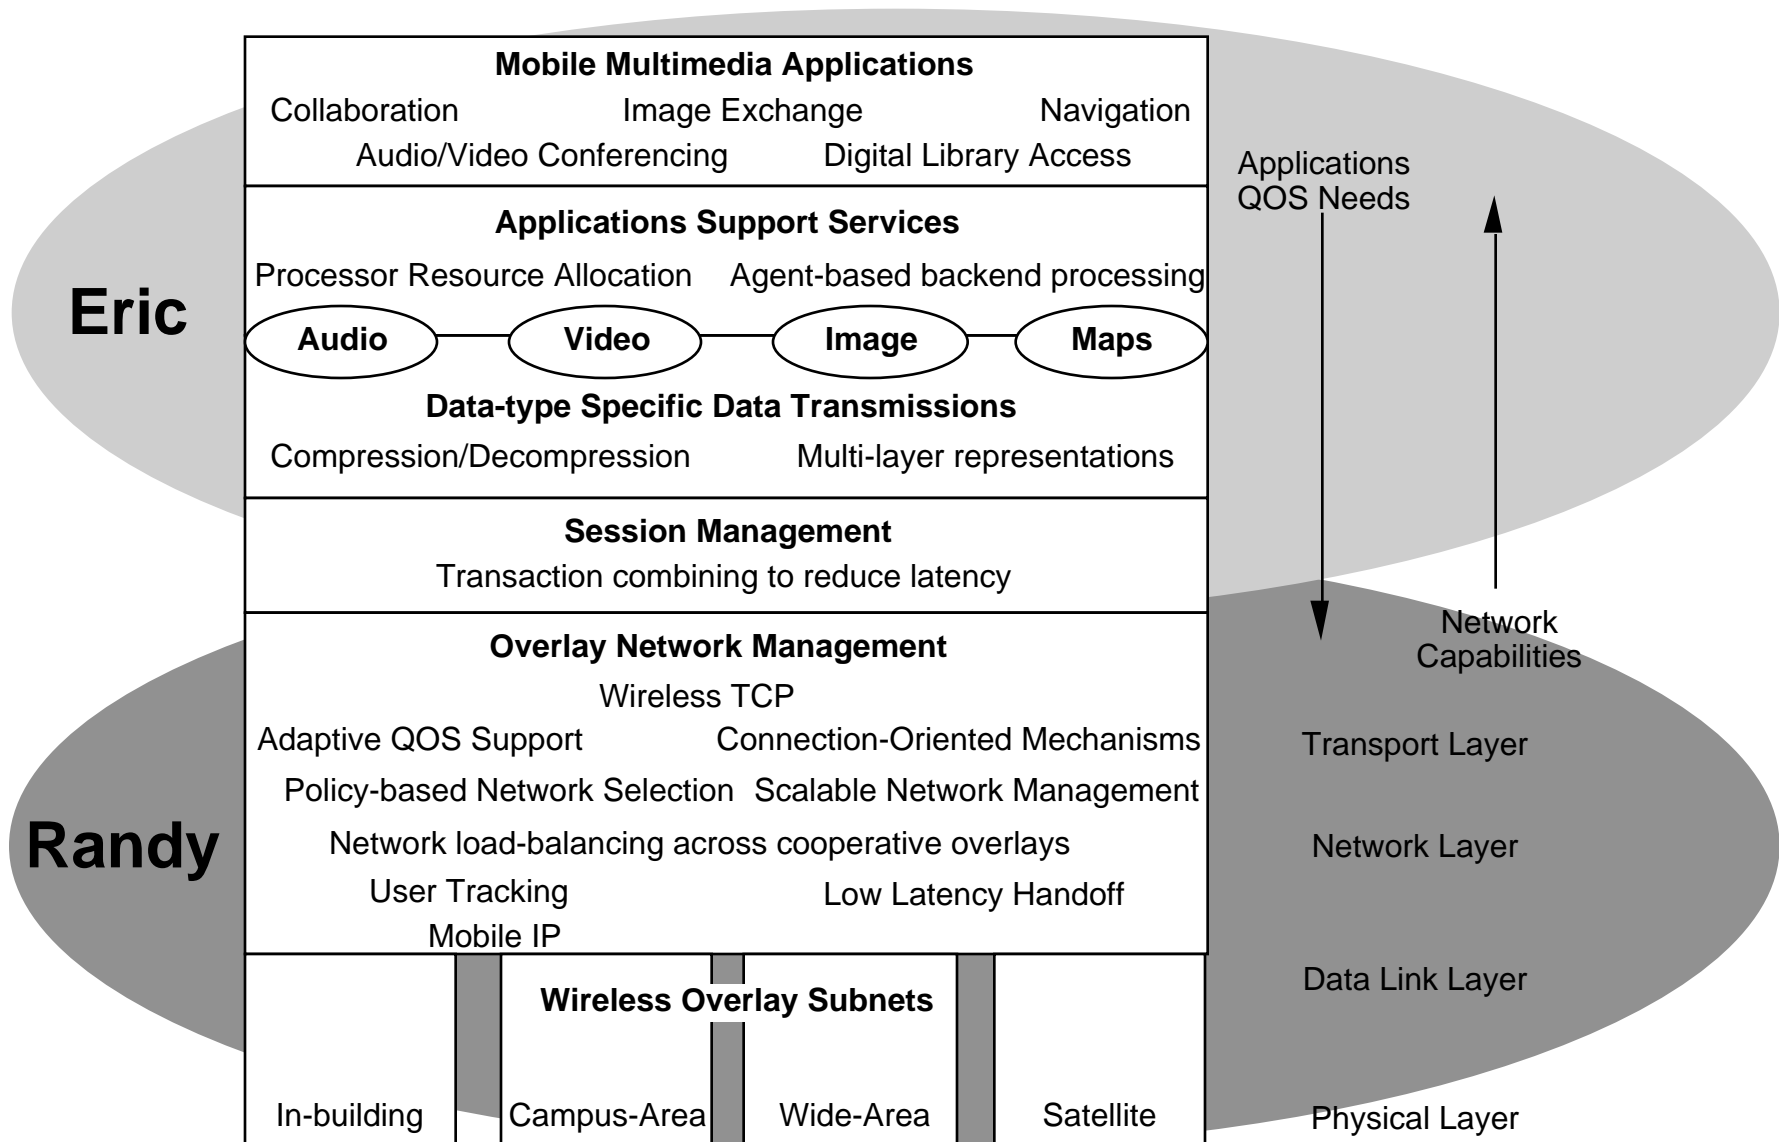 Mobile Multimedia Applications
Collaboration Image Exchange Navigation
Audio/Video Conferencing Digital Library Access
Applications
QOS Needs
Applications Support Services
Processor Resource Allocation Agent-based backend processing
Eric
Audio Video Image Maps
Data-type Specific Data Transmissions
Compression/Decompression Multi-layer representations
Session Management
Transaction combining to reduce latency
Network
Capabilities
Overlay Network Management
Wireless TCP
Adaptive QOS Support Connection-Oriented Mechanisms
Transport Layer
Policy-based Network Selection Scalable Network Management
Randy
Network load-balancing across cooperative overlays
Network Layer
User Tracking Low Latency Handoff
Mobile IP
Data Link Layer
Wireless Overlay Subnets
In-building Campus-Area Wide-Area Satellite
Physical Layer